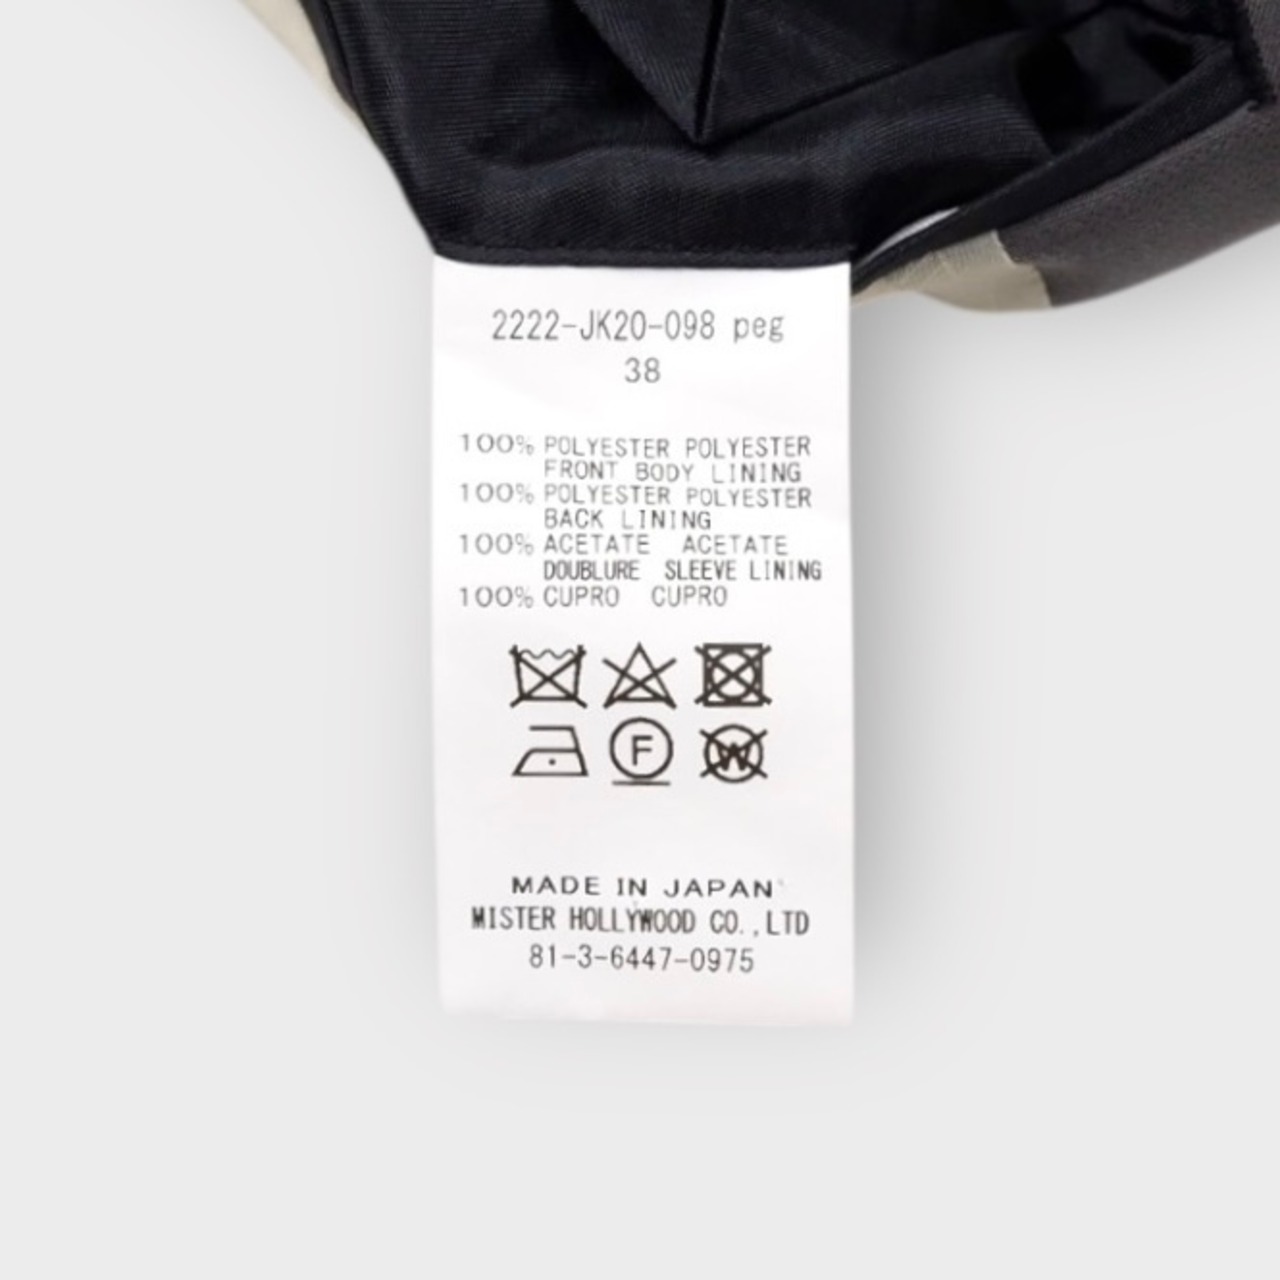 2222-JK20-098 peg
38
100% POLYESTER POLYESTER
FRONT BODY LINING
100% POLYESTER POLYESTER
BACK LINING
100% ACETATE ACETATE
DOUBLURE SLEEVE LINING
100% CUPRO CUPRO
F W
MADE IN JAPAN
MISTER HOLLYWOOD CO.,LTD
81-3-6447-0975